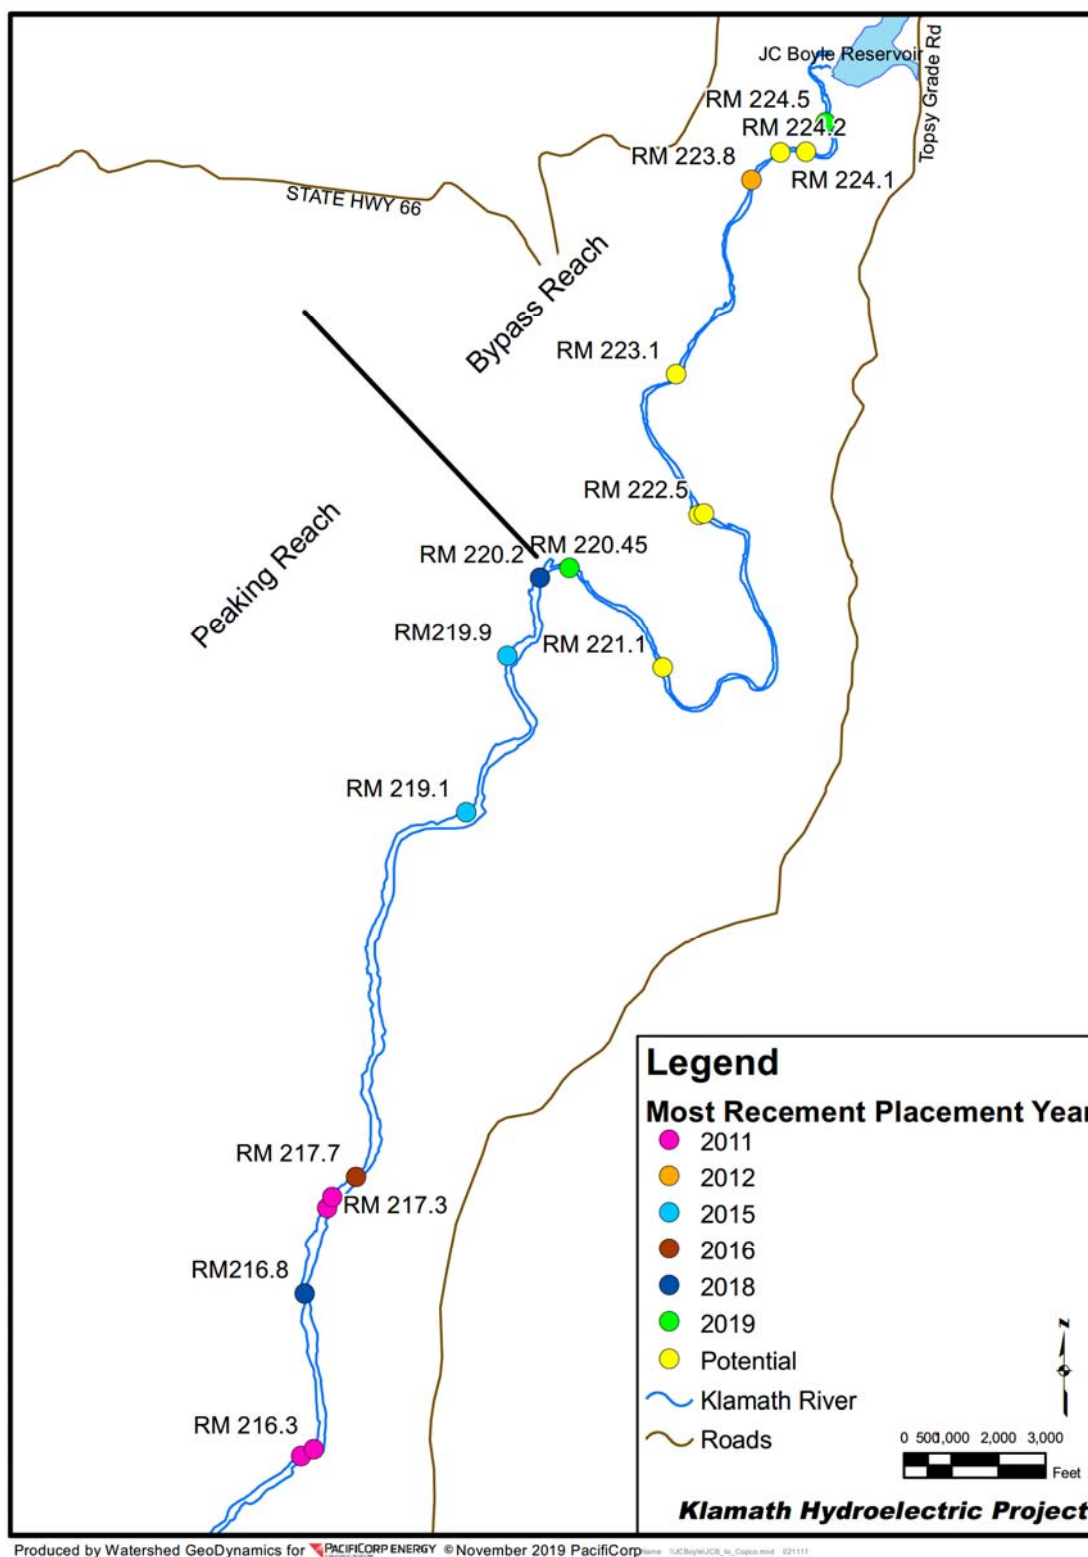 JC Boyle Reservoir
Topsy Grade Rd
RM 224.5
RM 224.2
RM 223.8
RM 224.1
STATE HWY 66
Bypass Reach
RM 223.1
RM 222.5
Peaking Reach
RM 220.45
RM 220.2
RM219.9
RM 221.1
RM 219.1
RM 217.7
RM 217.3
RM216.8
RM 216.3
Legend
Most Recement Placement Year
2011
2012
2015
2016
2018
2019
Potential
Klamath River
Roads
N
0 500 1,000 2,000 3,000
Feet
Klamath Hydroelectric Project
Produced by Watershed GeoDynamics for PACIFICORP ENERGY © November 2019 PacifiCorp